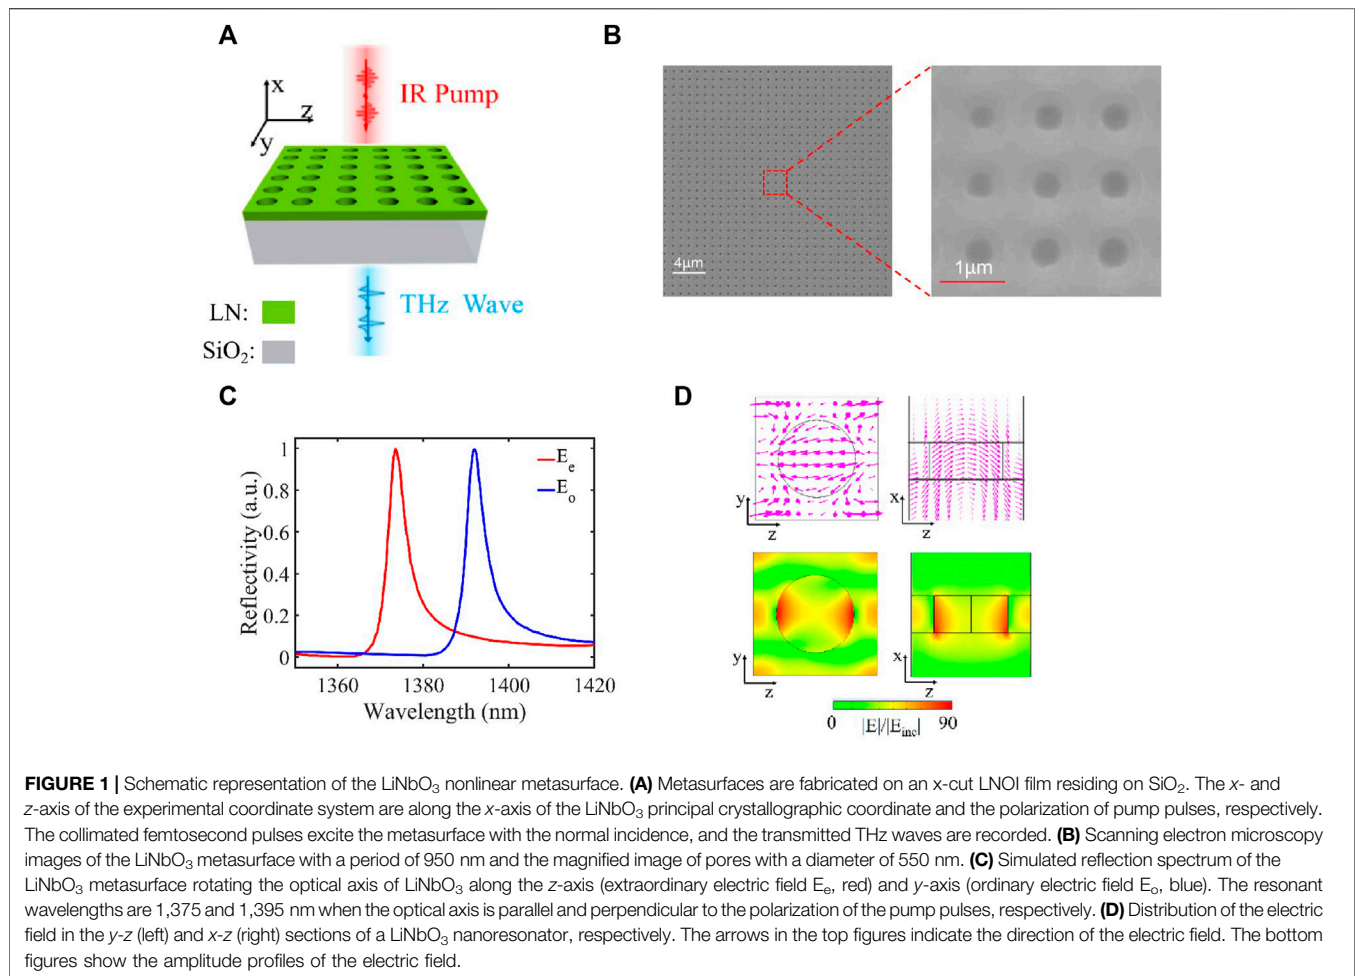 A
B
x
z
y
IR Pump
THz Wave
LN:
SiO₂:
4μm
1μm
C
D
Reflectivity (a.u.)
1
0.8
0.6
0.4
0.2
0
1360
1380
1400
1420
Wavelength (nm)
E_e
E_o
y
z
x
z
y
z
x
z
0
|E|/|E_inc|
90
FIGURE 1 | Schematic representation of the LiNbO₃ nonlinear metasurface. (A) Metasurfaces are fabricated on an x-cut LNOI film residing on SiO₂. The x- and
z-axis of the experimental coordinate system are along the x-axis of the LiNbO₃ principal crystallographic coordinate and the polarization of pump pulses, respectively.
The collimated femtosecond pulses excite the metasurface with the normal incidence, and the transmitted THz waves are recorded. (B) Scanning electron microscopy
images of the LiNbO₃ metasurface with a period of 950 nm and the magnified image of pores with a diameter of 550 nm. (C) Simulated reflection spectrum of the
LiNbO₃ metasurface rotating the optical axis of LiNbO₃ along the z-axis (extraordinary electric field Eₑ, red) and y-axis (ordinary electric field Eₒ, blue). The resonant
wavelengths are 1,375 and 1,395 nm when the optical axis is parallel and perpendicular to the polarization of the pump pulses, respectively. (D) Distribution of the electric
field in the y-z (left) and x-z (right) sections of a LiNbO₃ nanoresonator, respectively. The arrows in the top figures indicate the direction of the electric field. The bottom
figures show the amplitude profiles of the electric field.